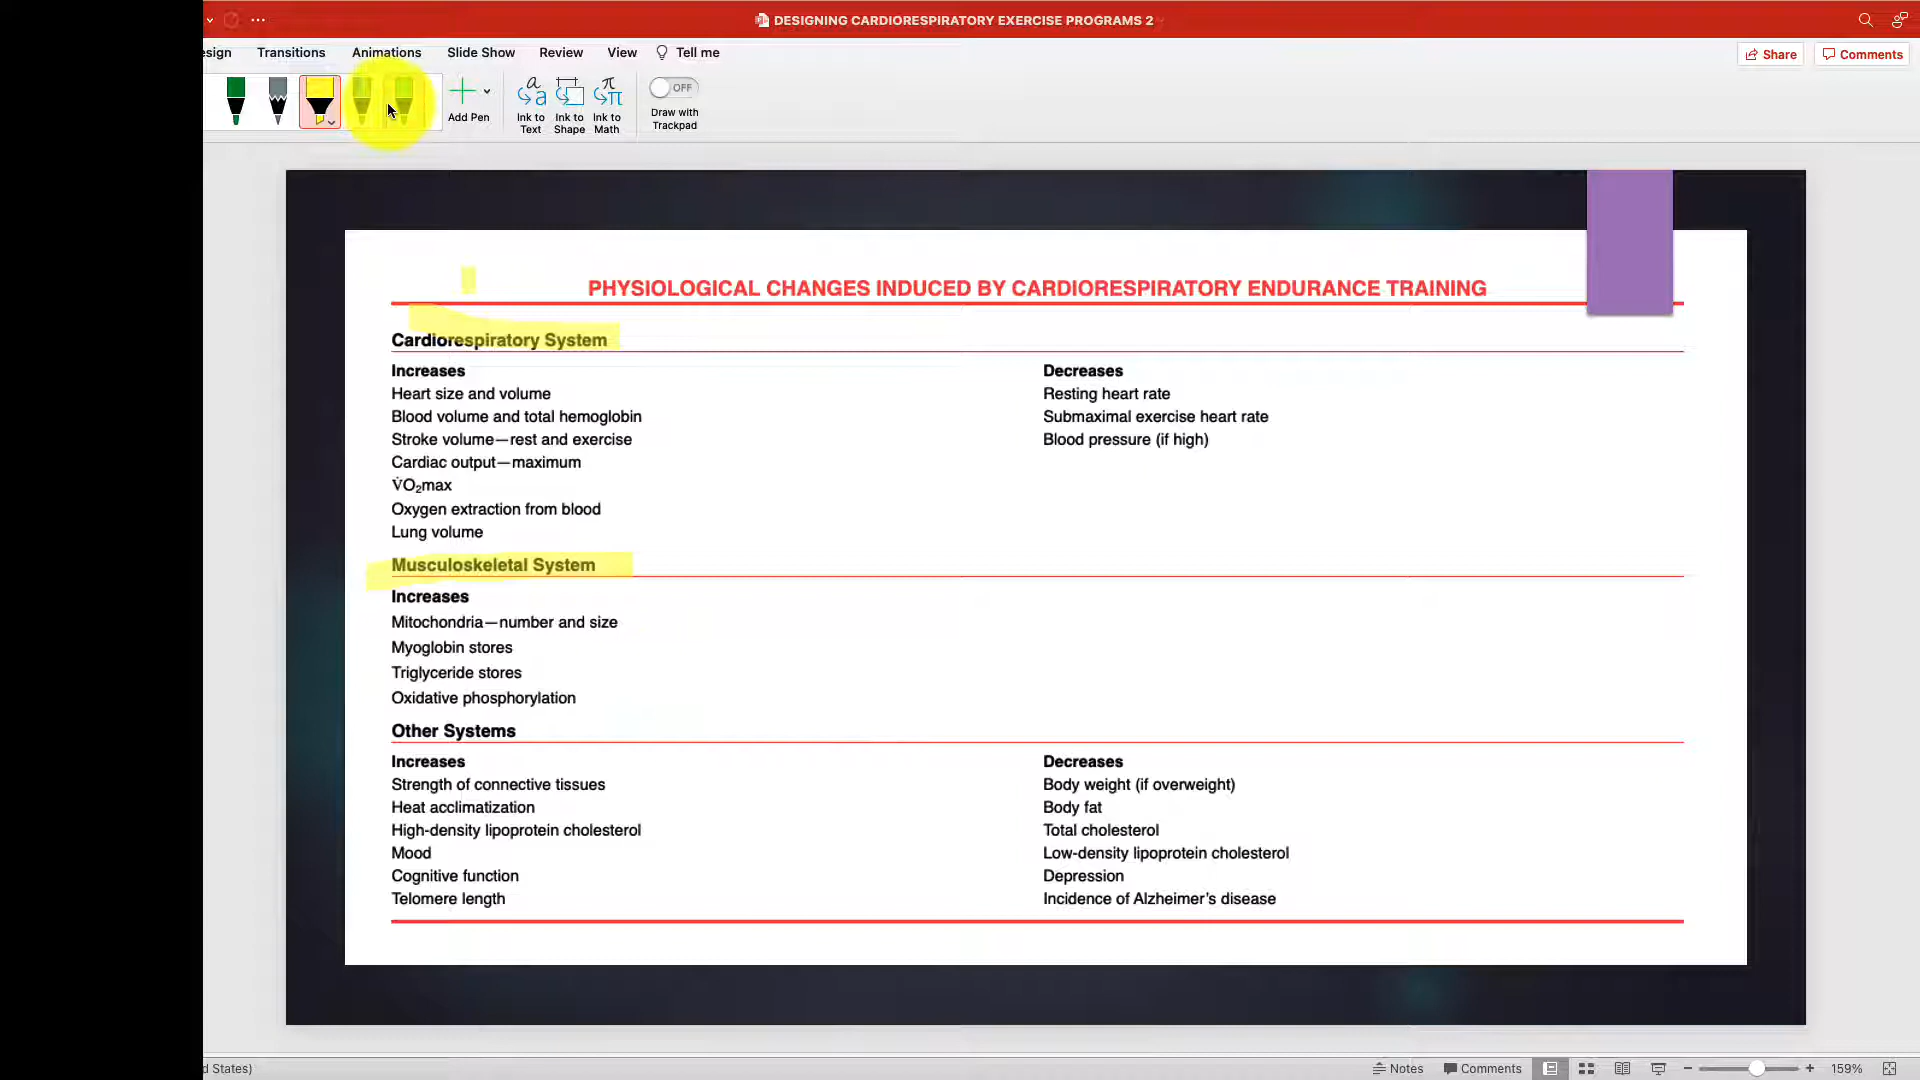 DESIGNING CARDIORESPIRATORY EXERCISE PROGRAMS 2
esign Transitions Animations Slide Show Review View Tell me
Share Comments
OFF
Add Pen Ink to Text Ink to Shape Ink to Math Draw with Trackpad
PHYSIOLOGICAL CHANGES INDUCED BY CARDIORESPIRATORY ENDURANCE TRAINING
Cardiorespiratory System
Increases Decreases
Heart size and volume Resting heart rate
Blood volume and total hemoglobin Submaximal exercise heart rate
Stroke volume—rest and exercise Blood pressure (if high)
Cardiac output—maximum
V̇O₂max
Oxygen extraction from blood
Lung volume
Musculoskeletal System
Increases
Mitochondria—number and size
Myoglobin stores
Triglyceride stores
Oxidative phosphorylation
Other Systems
Increases Decreases
Strength of connective tissues Body weight (if overweight)
Heat acclimatization Body fat
High-density lipoprotein cholesterol Total cholesterol
Mood Low-density lipoprotein cholesterol
Cognitive function Depression
Telomere length Incidence of Alzheimer's disease
d States) Notes Comments 159%